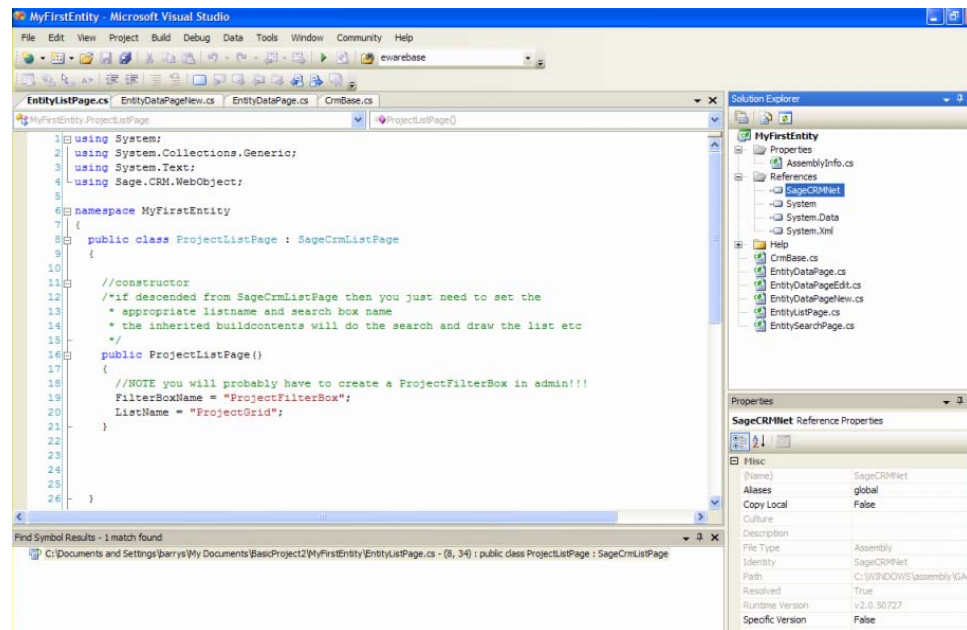 MyFirstEntity - Microsoft Visual Studio
File Edit View Project Build Debug Data Tools Window Community Help
ewarebase
EntityListPage.cs EntityDataPageNew.cs EntityDataPage.cs CrmBase.cs
MyFirstEntity.ProjectListPage ProjectListPage()
1 using System;
2 using System.Collections.Generic;
3 using System.Text;
4 using Sage.CRM.WebObject;
5
6 namespace MyFirstEntity
7 {
8 public class ProjectListPage : SageCrmListPage
9 {
10
11 //constructor
12 /*if descended from SageCrmListPage then you just need to set the
13 * appropriate listname and search box name
14 * the inherited buildcontents will do the search and draw the list etc
15 */
16 public ProjectListPage()
17 {
18 //NOTE you will probably have to create a ProjectFilterBox in admin!!!
19 FilterBoxName = "ProjectFilterBox";
20 ListName = "ProjectGrid";
21 }
22
23
24
25
26 }
Find Symbol Results - 1 match found
C:\Documents and Settings\barrys\My Documents\BasicProject2\MyFirstEntity\EntityListPage.cs - (8, 34) : public class ProjectListPage : SageCrmListPage
Solution Explorer
MyFirstEntity
Properties
AssemblyInfo.cs
References
SageCRMNet
System
System.Data
System.Xml
Help
CrmBase.cs
EntityDataPage.cs
EntityDataPageEdit.cs
EntityDataPageNew.cs
EntityListPage.cs
EntitySearchPage.cs
Properties
SageCRMNet Reference Properties
Misc
(Name) SageCRMNet
Aliases global
Copy Local False
Culture
Description
File Type Assembly
Identity SageCRMNet
Path C:\WINDOWS\assembly\GA
Resolved True
Runtime Version v2.0.50727
Specific Version False